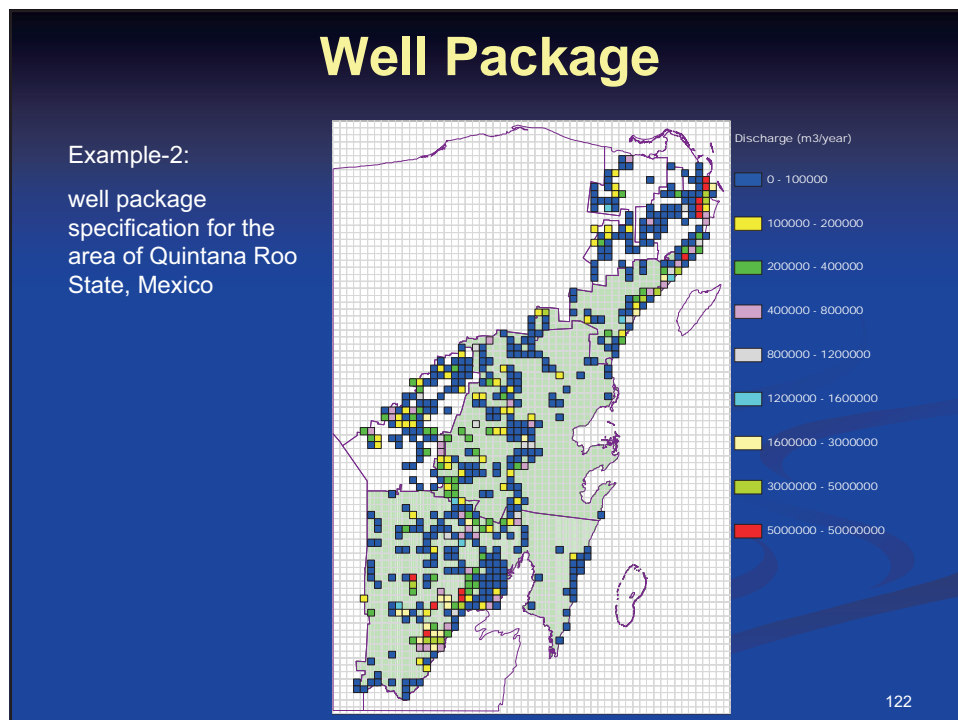 Well Package
Example-2:
well package
specification for the
area of Quintana Roo
State, Mexico
Discharge (m3/year)
0 - 100000
100000 - 200000
200000 - 400000
400000 - 800000
800000 - 1200000
1200000 - 1600000
1600000 - 3000000
3000000 - 5000000
5000000 - 50000000
122